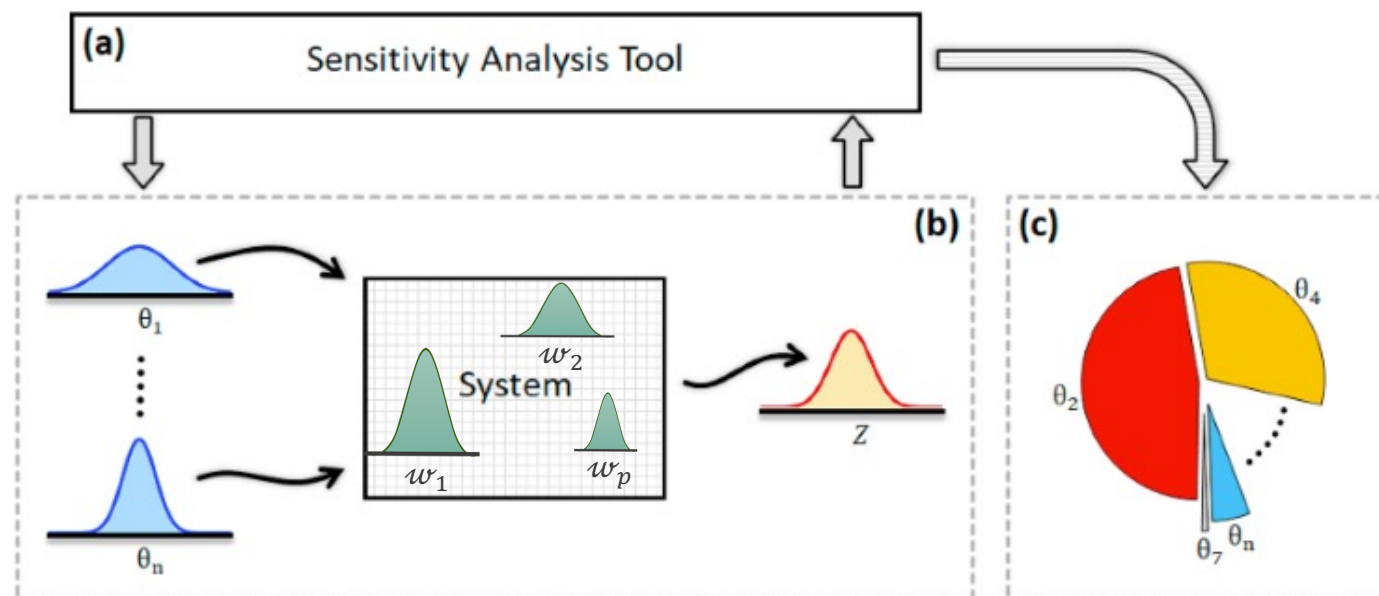 (a)
Sensitivity Analysis Tool
(b)
θ₁
θₙ
System
𝓌₁
𝓌₂
𝓌ₚ
Z
(c)
θ₄
θ₂
θ₇
θₙ